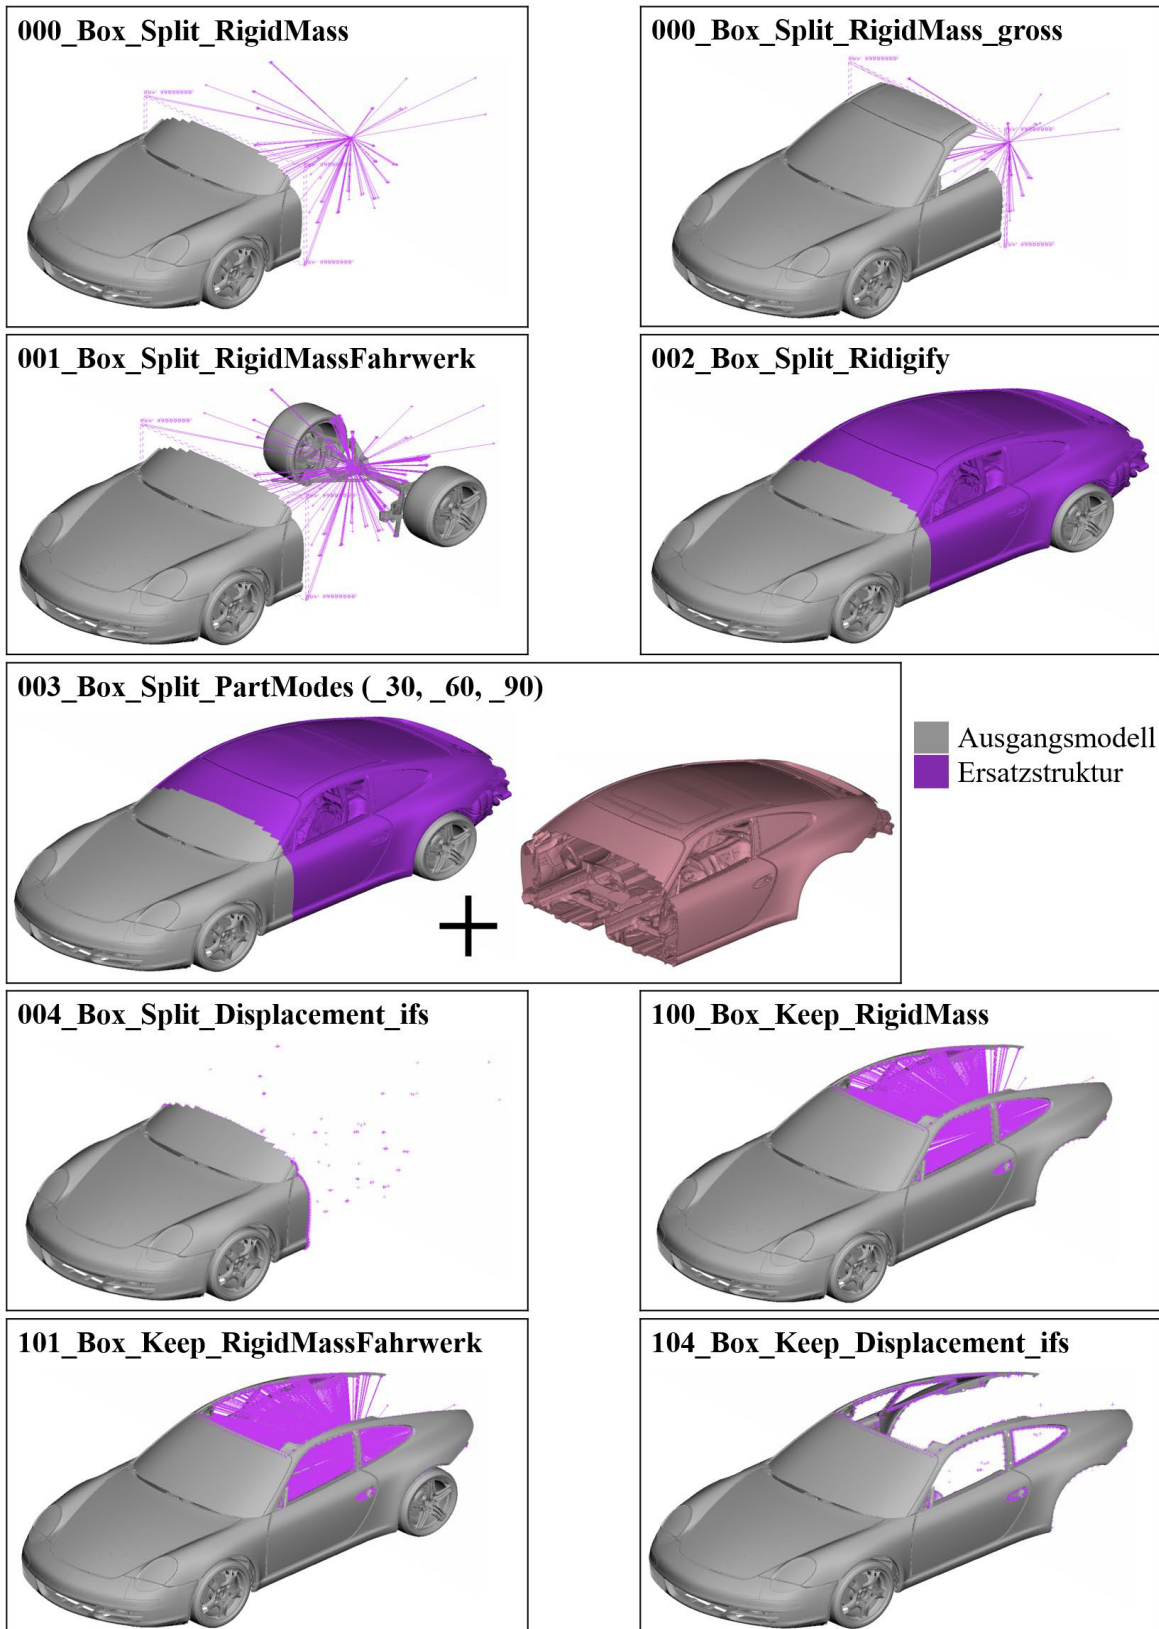 000_Box_Split_RigidMass
000_Box_Split_RigidMass_gross
001_Box_Split_RigidMassFahrwerk
002_Box_Split_Ridigify
003_Box_Split_PartModes (_30, _60, _90)
Ausgangsmodell
Ersatzstruktur
004_Box_Split_Displacement_ifs
100_Box_Keep_RigidMass
101_Box_Keep_RigidMassFahrwerk
104_Box_Keep_Displacement_ifs